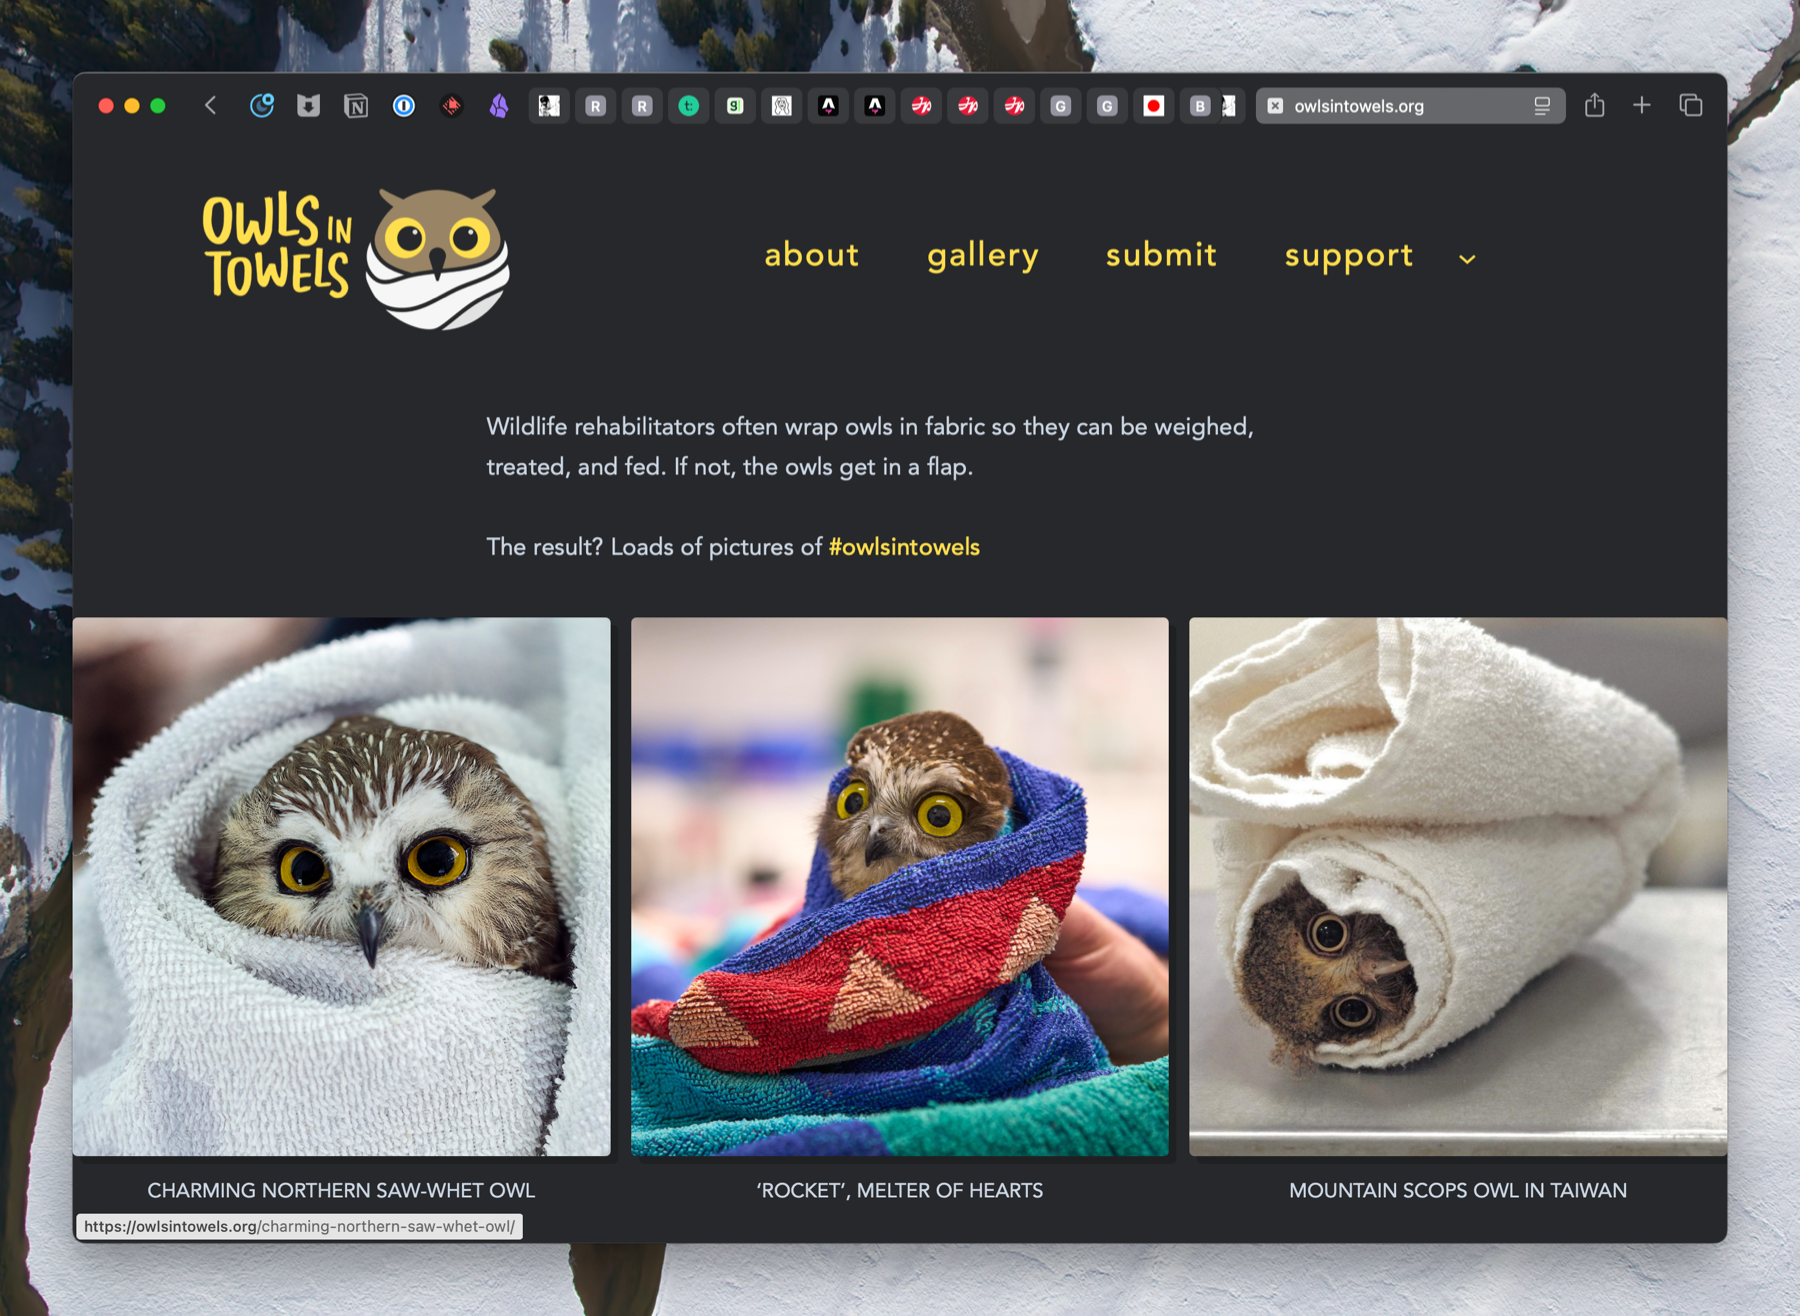 R
R
t:
g
G
G
B
owlsintowels.org
OWLS IN
TOWELS
about
gallery
submit
support
Wildlife rehabilitators often wrap owls in fabric so they can be weighed,
treated, and fed. If not, the owls get in a flap.
The result? Loads of pictures of #owlsintowels
CHARMING NORTHERN SAW-WHET OWL
‘ROCKET’, MELTER OF HEARTS
MOUNTAIN SCOPS OWL IN TAIWAN
https://owlsintowels.org/charming-northern-saw-whet-owl/